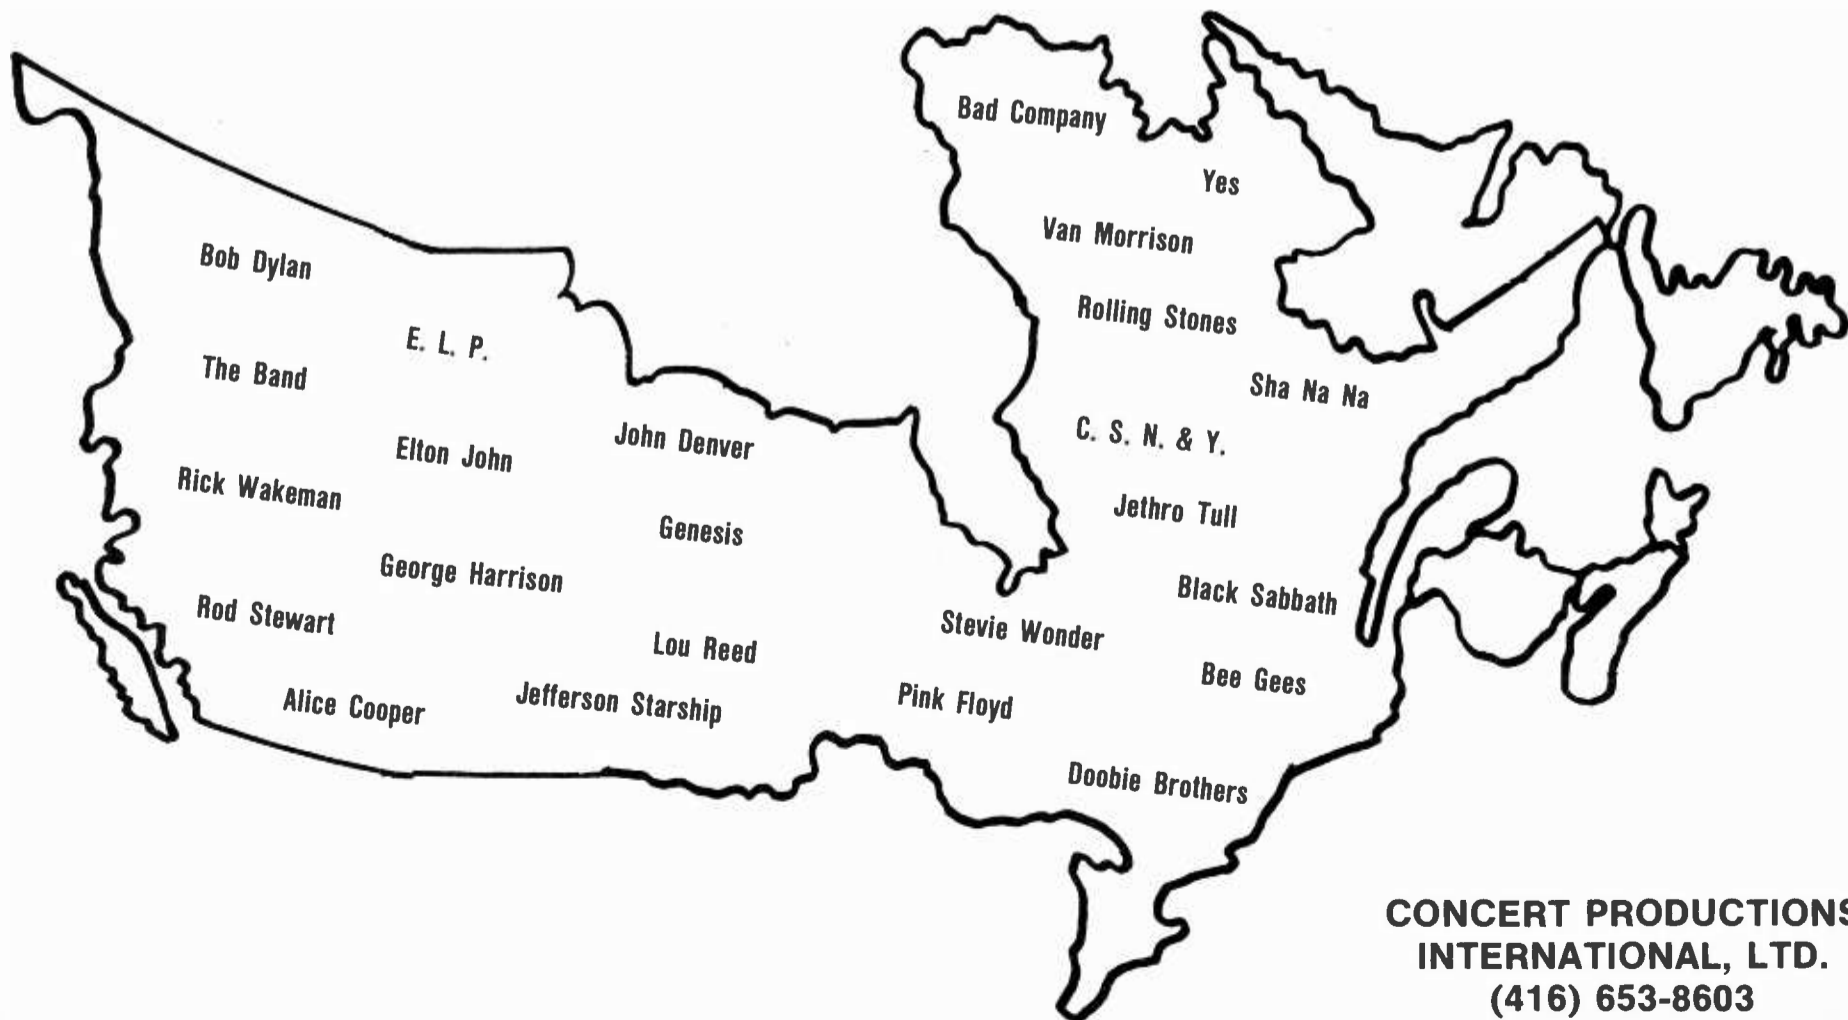 Bad Company
Yes
Van Morrison
Bob Dylan
Rolling Stones
E. L. P.
The Band
Sha Na Na
John Denver
C. S. N. & Y.
Elton John
Rick Wakeman
Jethro Tull
Genesis
George Harrison
Black Sabbath
Rod Stewart
Stevie Wonder
Lou Reed
Bee Gees
Alice Cooper
Jefferson Starship
Pink Floyd
Doobie Brothers
CONCERT PRODUCTIONS
INTERNATIONAL, LTD.
(416) 653-8603